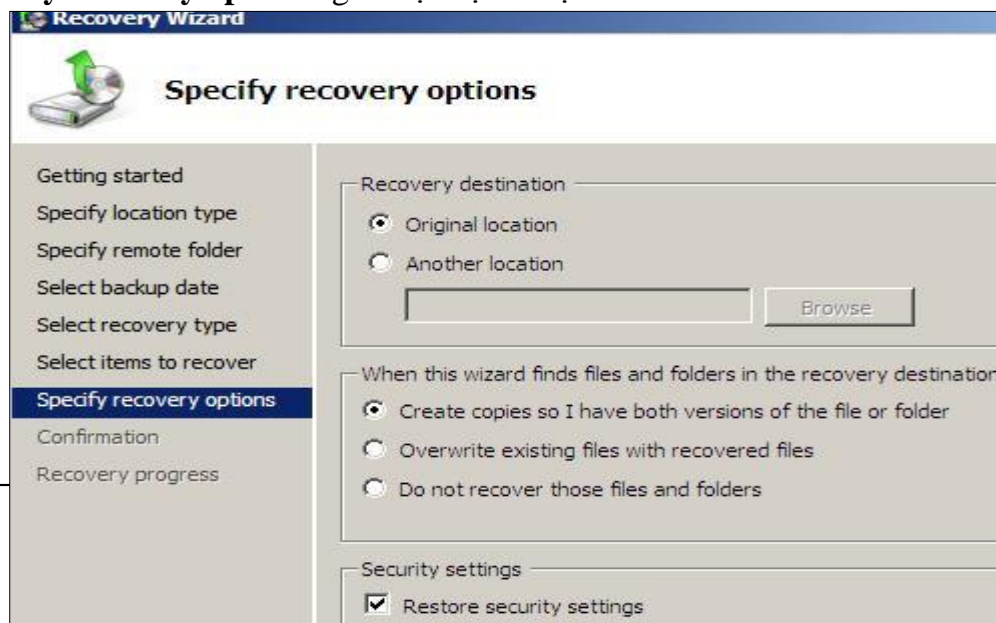 Recovery Wizard
Specify recovery options
Getting started
Specify location type
Specify remote folder
Select backup date
Select recovery type
Select items to recover
Specify recovery options
Confirmation
Recovery progress
Recovery destination
Original location
Another location
Browse
When this wizard finds files and folders in the recovery destination
Create copies so I have both versions of the file or folder
Overwrite existing files with recovered files
Do not recover those files and folders
Security settings
Restore security settings